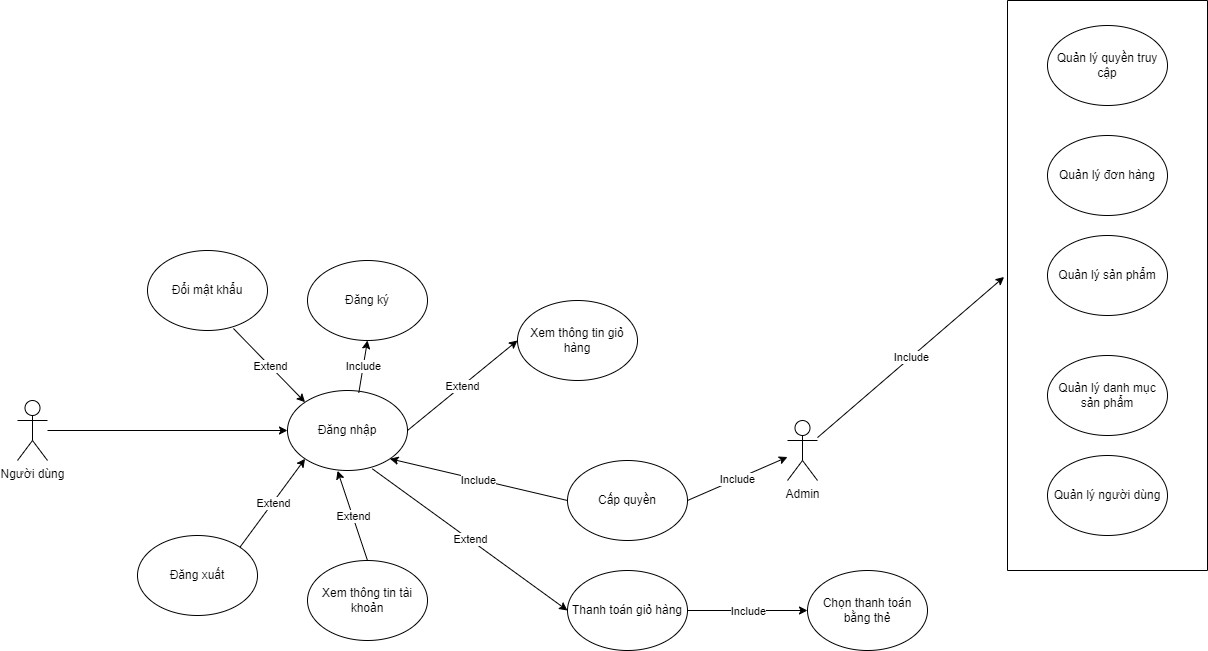 Quản lý quyền truy
cập
Quản lý đơn hàng
Quản lý sản phẩm
Quản lý danh mục
sản phẩm
Quản lý người dùng
Include
Đổi mật khẩu
Đăng ký
Xem thông tin giỏ
hàng
Extend
Include
Extend
Người dùng
Đăng nhập
Include
Cấp quyền
Include
Admin
Extend
Extend
Extend
Đăng xuất
Xem thông tin tài
khoản
Thanh toán giỏ hàng
Include
Chọn thanh toán
bằng thẻ